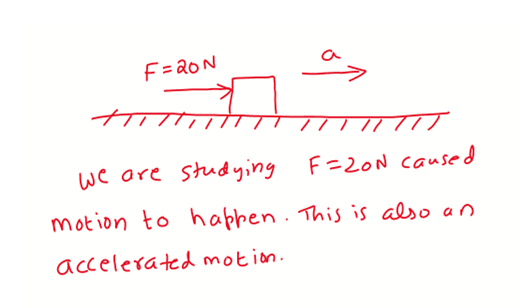 F=20N
a
We are studying F=20N caused
motion to happen. This is also an
accelerated motion.